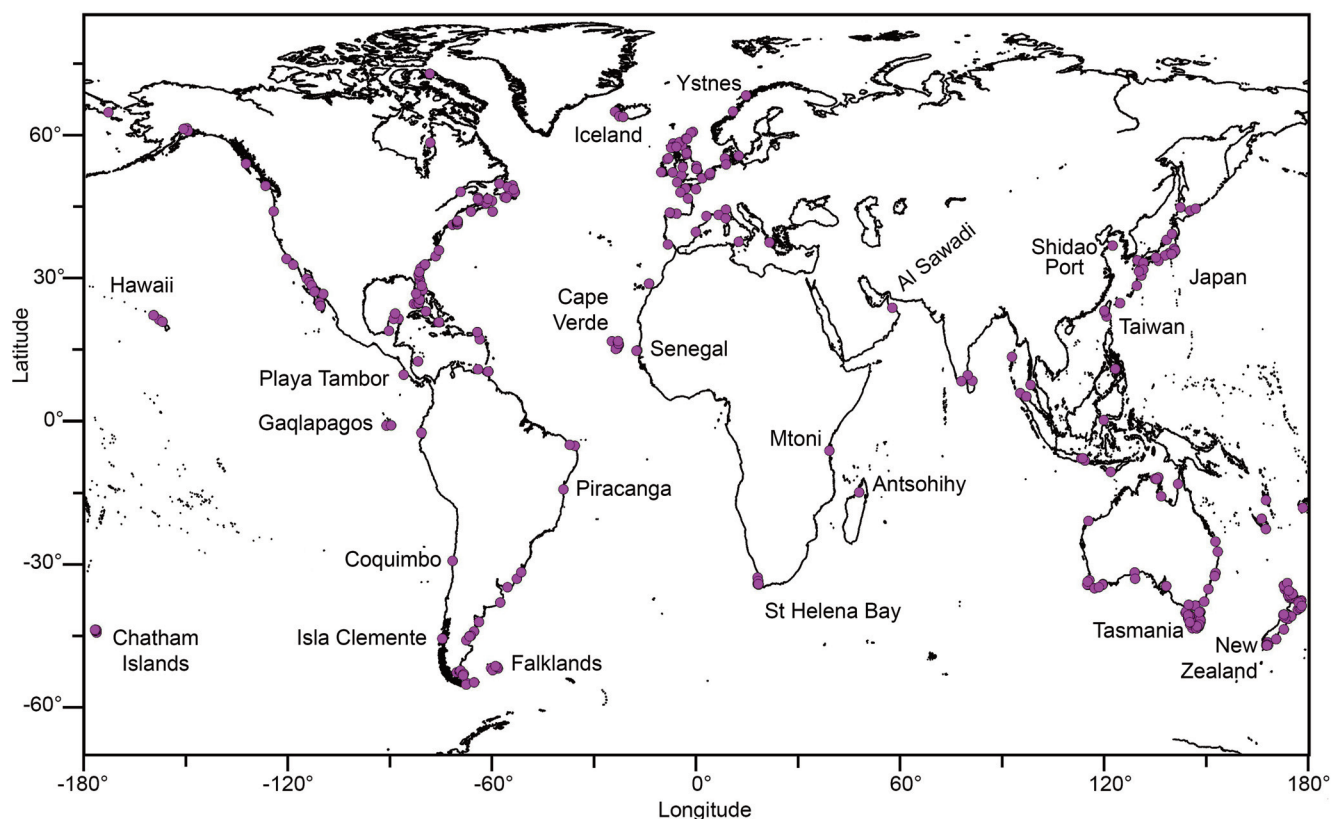 Ystnes
60°
Iceland
Al Sawadi
Shidao
Port
30°
Hawaii
Japan
Cape
Verde
Taiwan
Senegal
Playa Tambor
Latitude
0°
Gaqlapagos
Mtoni
Antsohihy
Piracanga
Coquimbo
-30°
St Helena Bay
Isla Clemente
Chatham
Islands
Falklands
Tasmania
New
Zealand
-60°
-180°
-120°
-60°
0°
60°
120°
180°
Longitude